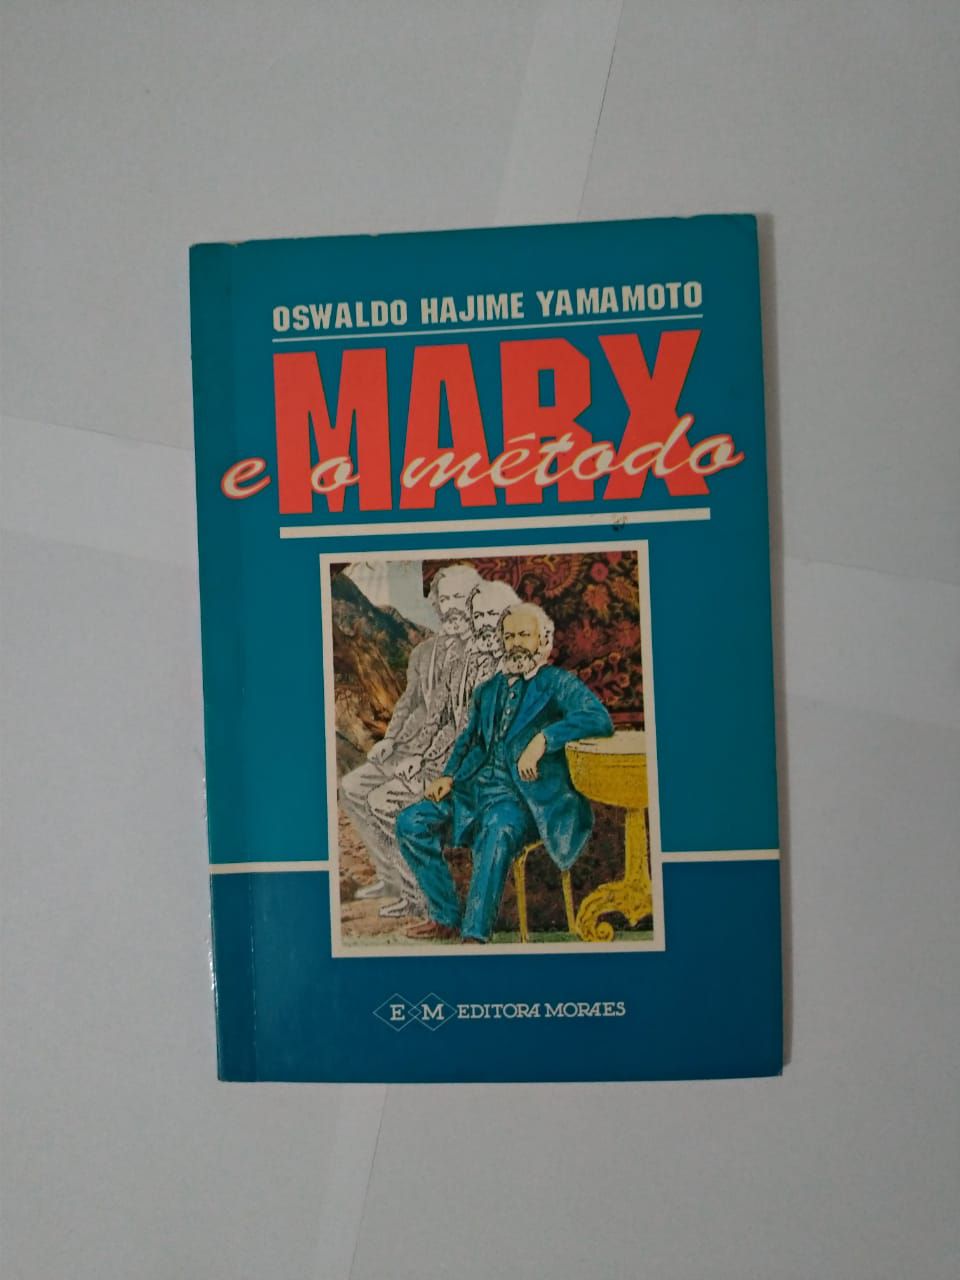 OSWALDO HAJIME YAMAMOTO
MARX
e o método
EM EDITORA MORAES